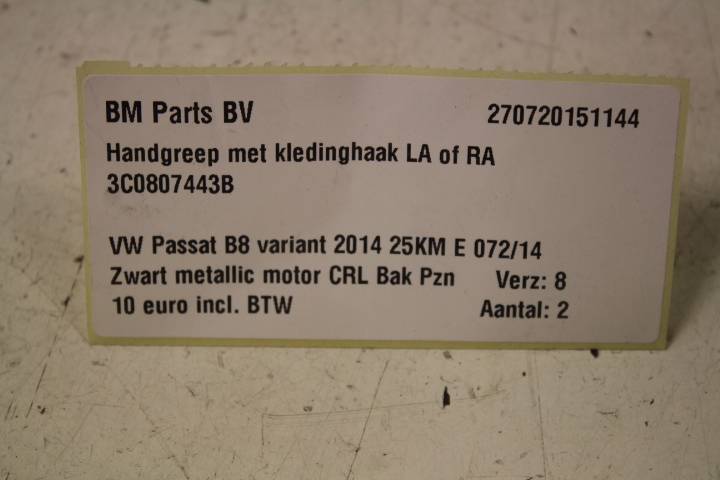 BM Parts BV 270720151144
Handgreep met kledinghaak LA of RA
3C0807443B
VW Passat B8 variant 2014 25KM E 072/14
Zwart metallic motor CRL Bak Pzn Verz: 8
10 euro incl. BTW Aantal: 2